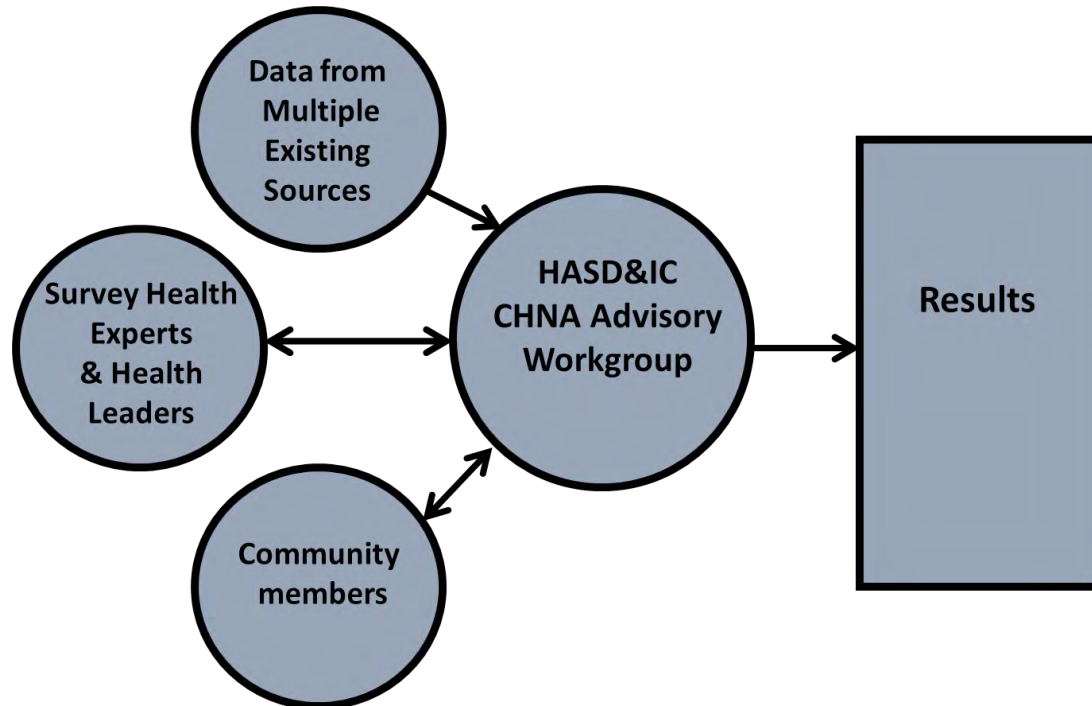 Data from
Multiple
Existing
Sources
Survey Health
Experts
& Health
Leaders
Community
members
HASD&IC
CHNA Advisory
Workgroup
Results